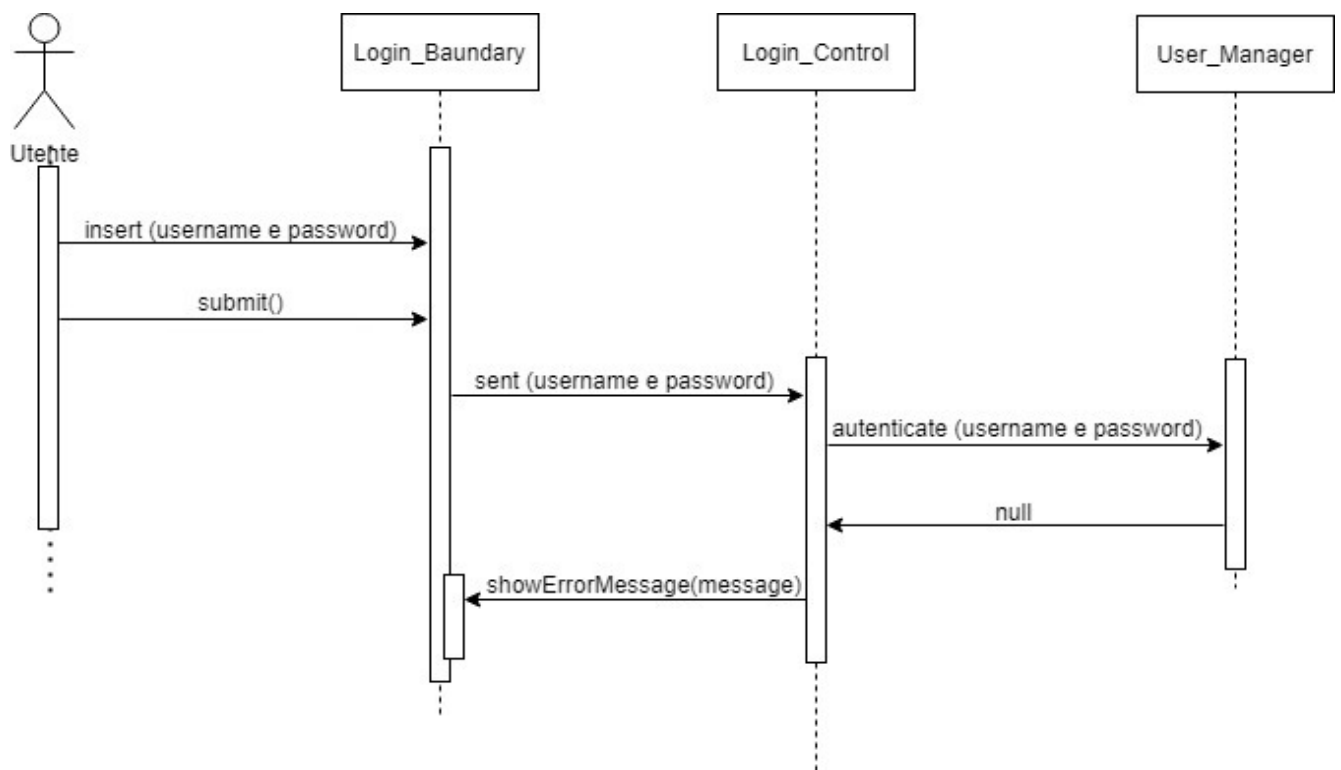 Login_Baundary
Login_Control
User_Manager
Utente
insert (username e password)
submit()
sent (username e password)
autenticate (username e password)
null
showErrorMessage(message)